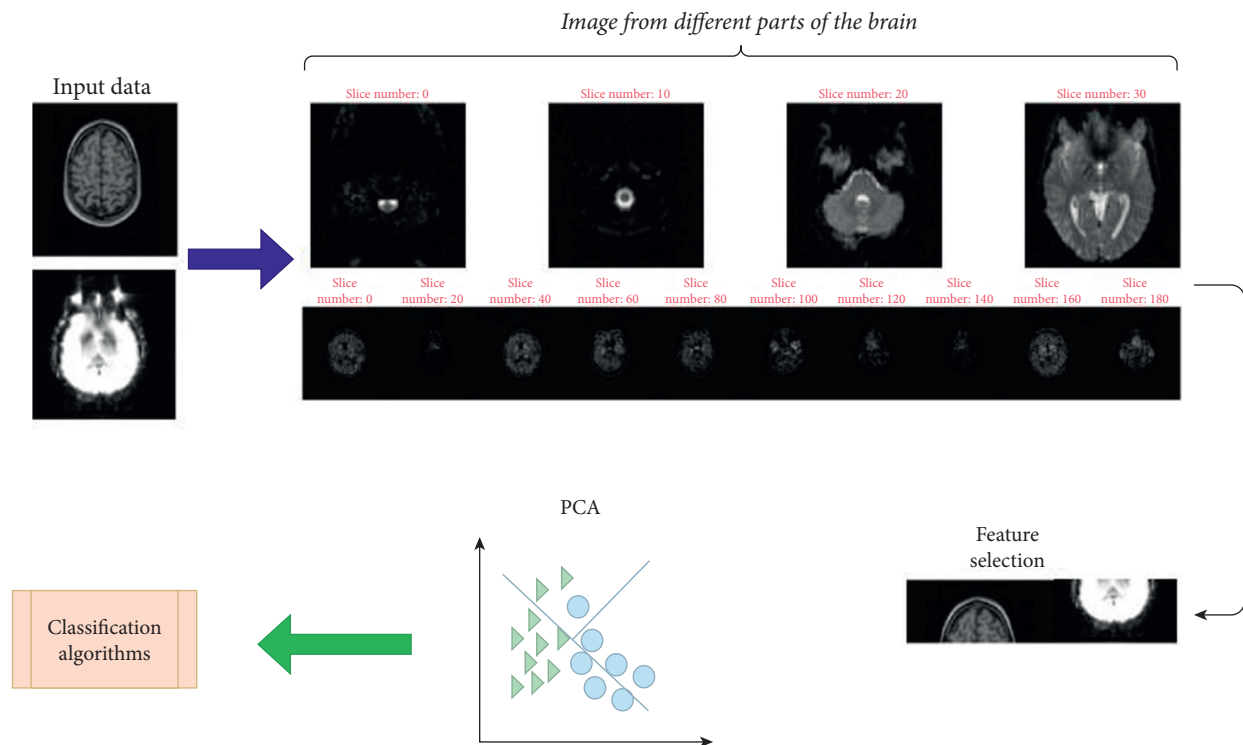 Image from different parts of the brain
Input data
Slice number: 0
Slice number: 10
Slice number: 20
Slice number: 30
Slice
number: 0
Slice
number: 20
Slice
number: 40
Slice
number: 60
Slice
number: 80
Slice
number: 100
Slice
number: 120
Slice
number: 140
Slice
number: 160
Slice
number: 180
Feature
selection
PCA
Classification
algorithms